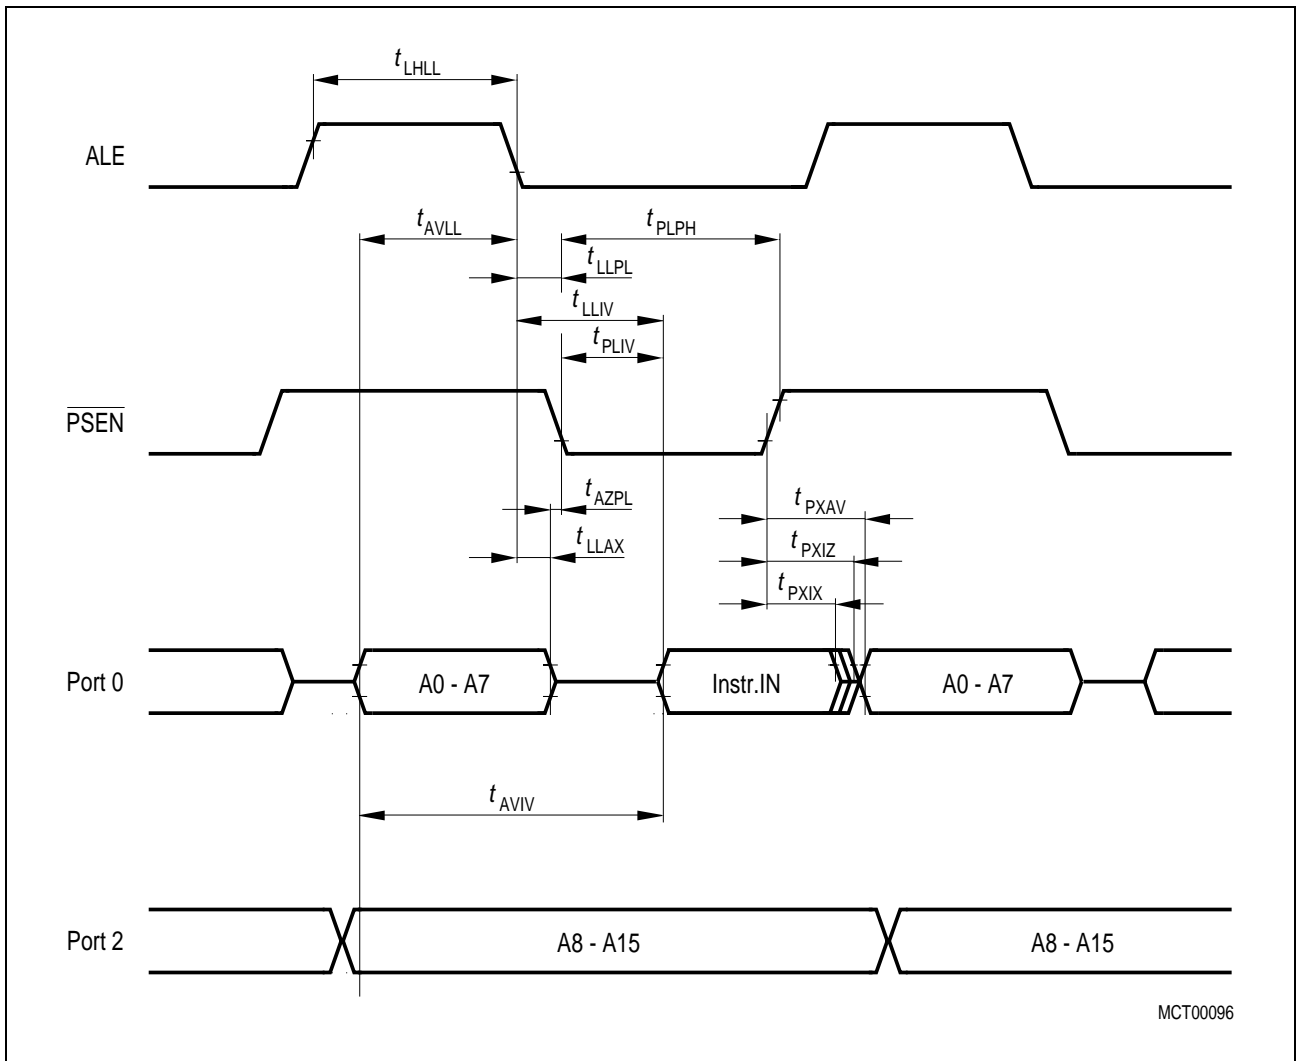 tLHLL
ALE
tAVLL
tPLPH
tLLPL
tLLIV
tPLIV
PSEN
tAZPL
tPXAV
tLLAX
tPXIZ
tPXIX
Port 0
A0 - A7
Instr.IN
A0 - A7
tAVIV
Port 2
A8 - A15
A8 - A15
MCT00096